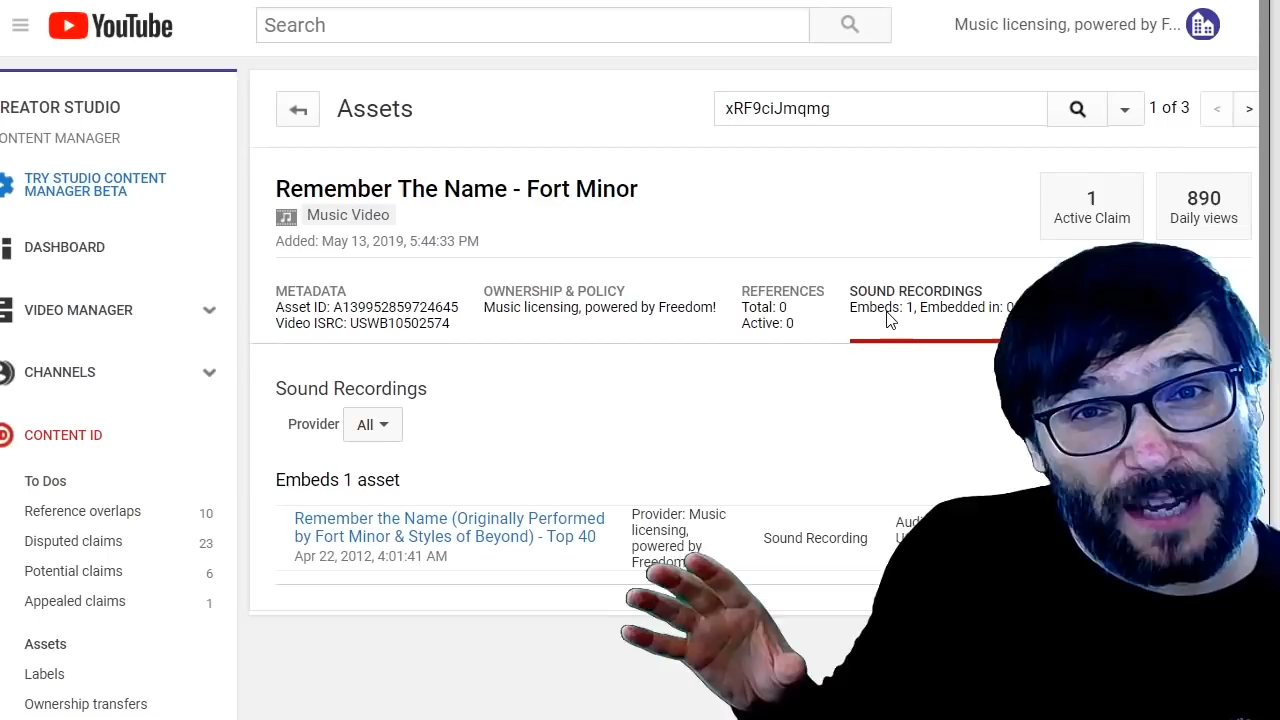 YouTube
Search
Music licensing, powered by F...
REATOR STUDIO
ONTENT MANAGER
TRY STUDIO CONTENT
MANAGER BETA
DASHBOARD
VIDEO MANAGER
CHANNELS
CONTENT ID
To Dos
Reference overlaps 10
Disputed claims 23
Potential claims 6
Appealed claims 1
Assets
Labels
Ownership transfers
Assets
xRF9ciJmqmg
1 of 3 < >
Remember The Name - Fort Minor
Music Video
Added: May 13, 2019, 5:44:33 PM
1
Active Claim
890
Daily views
METADATA
Asset ID: A139952859724645
Video ISRC: USWB10502574
OWNERSHIP & POLICY
Music licensing, powered by Freedom!
REFERENCES
Total: 0
Active: 0
SOUND RECORDINGS
Embeds: 1, Embedded in: 0
Sound Recordings
Provider All
Embeds 1 asset
Remember the Name (Originally Performed
by Fort Minor & Styles of Beyond) - Top 40
Apr 22, 2012, 4:01:41 AM
Provider: Music
licensing,
powered by
Freedom
Sound Recording